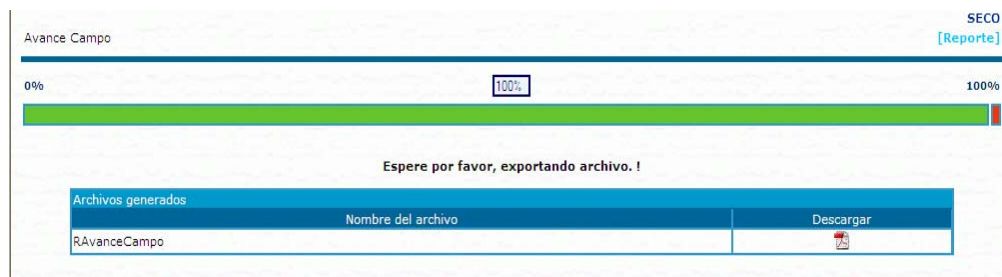 SECO
Avance Campo [Reporte]
0% 100% 100%
Espere por favor, exportando archivo. !
Archivos generados
Nombre del archivo Descargar
RAvanceCampo